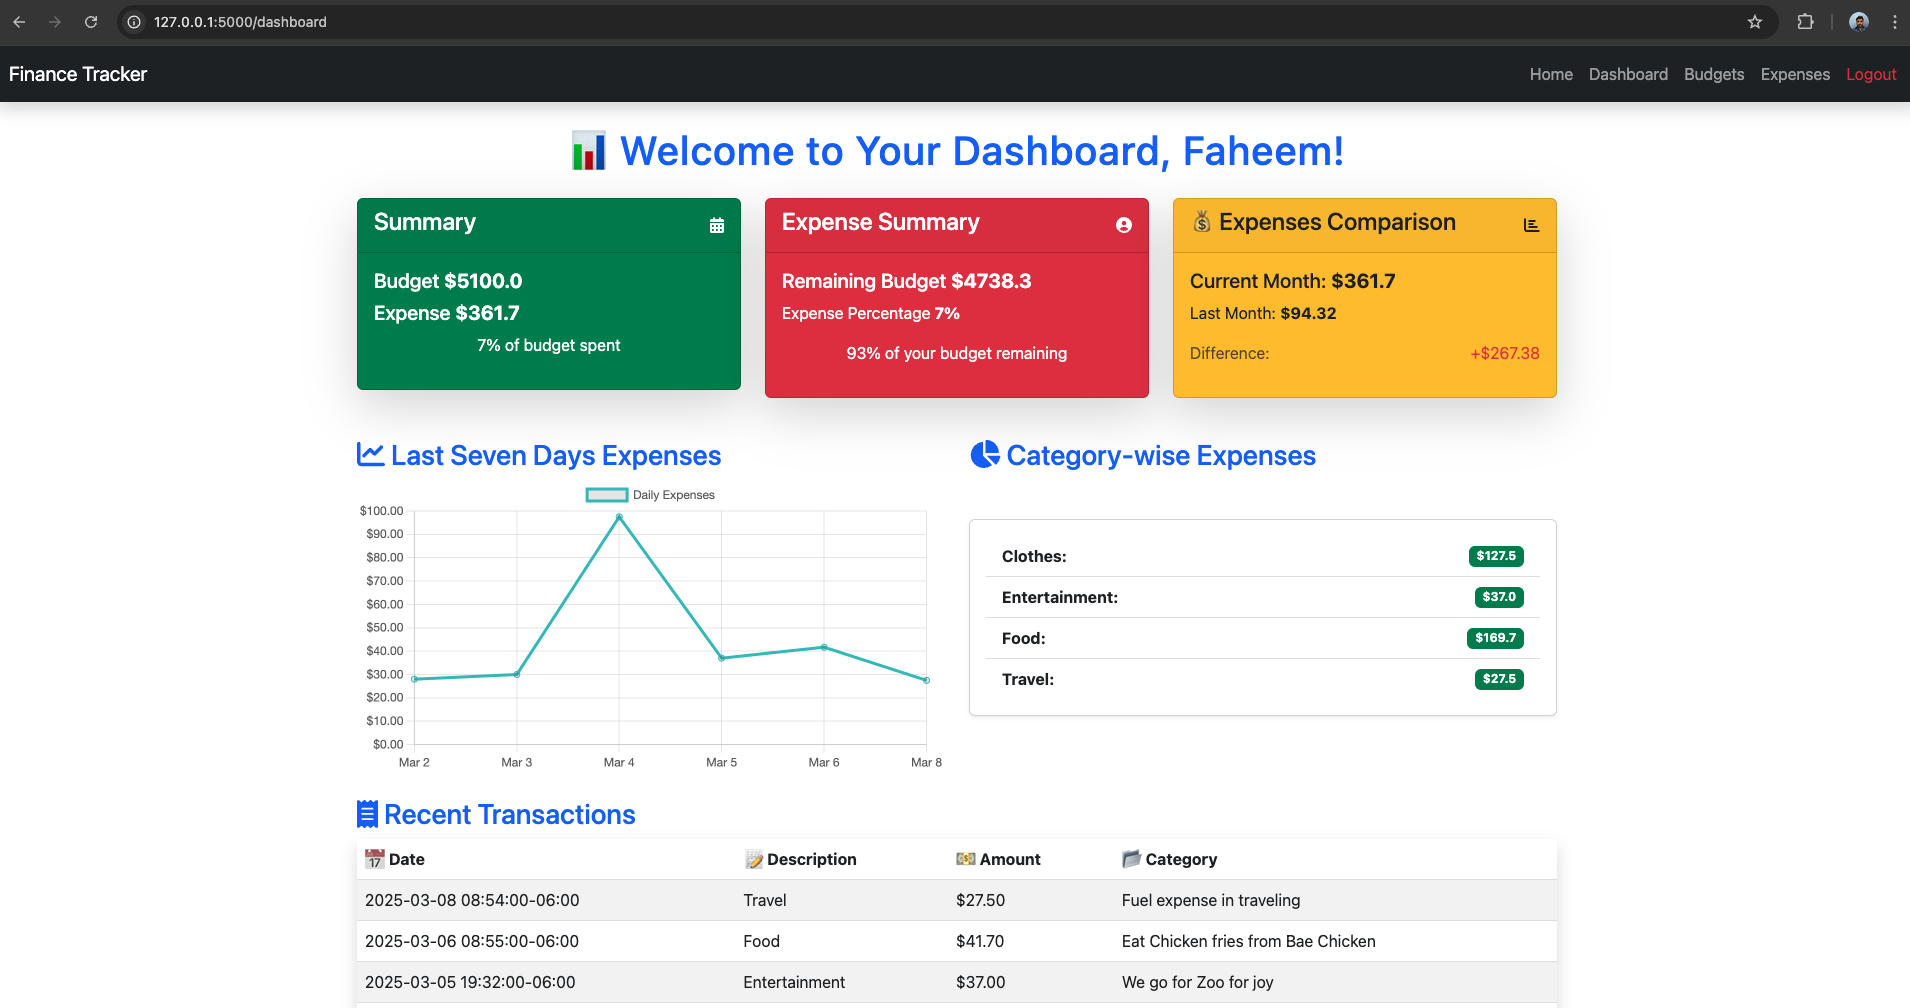 127.0.0.1:5000/dashboard
Finance Tracker
Home Dashboard Budgets Expenses Logout
Welcome to Your Dashboard, Faheem!
Summary
Budget $5100.0
Expense $361.7
7% of budget spent
Expense Summary
Remaining Budget $4738.3
Expense Percentage 7%
93% of your budget remaining
Expenses Comparison
Current Month: $361.7
Last Month: $94.32
Difference: +$267.38
Last Seven Days Expenses
Daily Expenses
$100.00
$90.00
$80.00
$70.00
$60.00
$50.00
$40.00
$30.00
$20.00
$10.00
$0.00
Mar 2 Mar 3 Mar 4 Mar 5 Mar 6 Mar 8
Category-wise Expenses
Clothes: $127.5
Entertainment: $37.0
Food: $169.7
Travel: $27.5
Recent Transactions
17 Date Description Amount Category
2025-03-08 08:54:00-06:00 Travel $27.50 Fuel expense in traveling
2025-03-06 08:55:00-06:00 Food $41.70 Eat Chicken fries from Bae Chicken
2025-03-05 19:32:00-06:00 Entertainment $37.00 We go for Zoo for joy